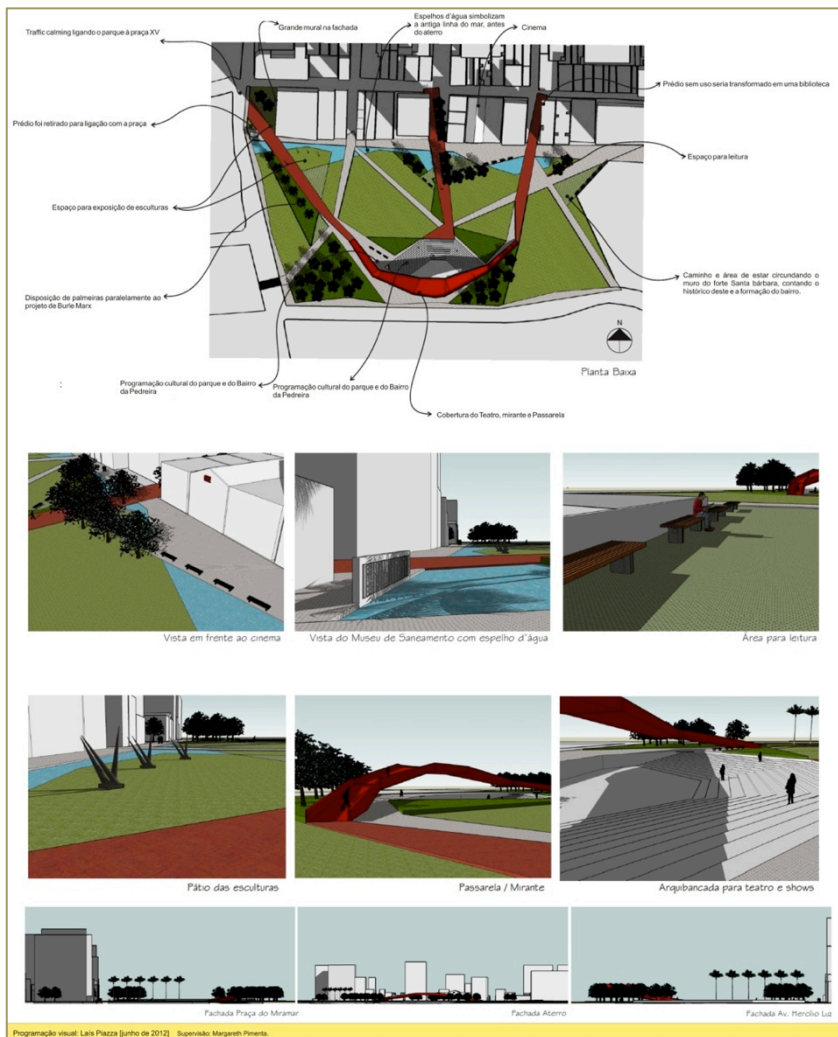 Traffic calming ligando o parque à praça XV
Grande mural na fachada
Espelhos d'água simbolizam
a antiga linha do mar, antes
do aterro
Cinema
Prédio sem uso seria transformado em uma biblioteca
Prédio foi retirado para ligação com a praça
Espaço para leitura
Espaço para exposição de esculturas
Disposição de palmeiras paralelamente ao
projeto de Burle Marx
Caminho e área de estar circundando o
muro do forte Santa bárbara, contando o
histórico deste e a formação do bairro.
N
Planta Baixa
:
Programação cultural do parque e do Bairro
da Pedreira
Programação cultural do parque e do Bairro
da Pedreira
Cobertura do Teatro, mirante e Passarela
Vista em frente ao cinema
Vista do Museu de Saneamento com espelho d'água
Área para leitura
Pátio das esculturas
Passarela / Mirante
Arquibancada para teatro e shows
Fachada Praça do Miramar
Fachada Aterro
Fachada Av. Hercílio Luz
Programação visual: Laís Piazza [junho de 2012] Supervisão: Margareth Pimenta.